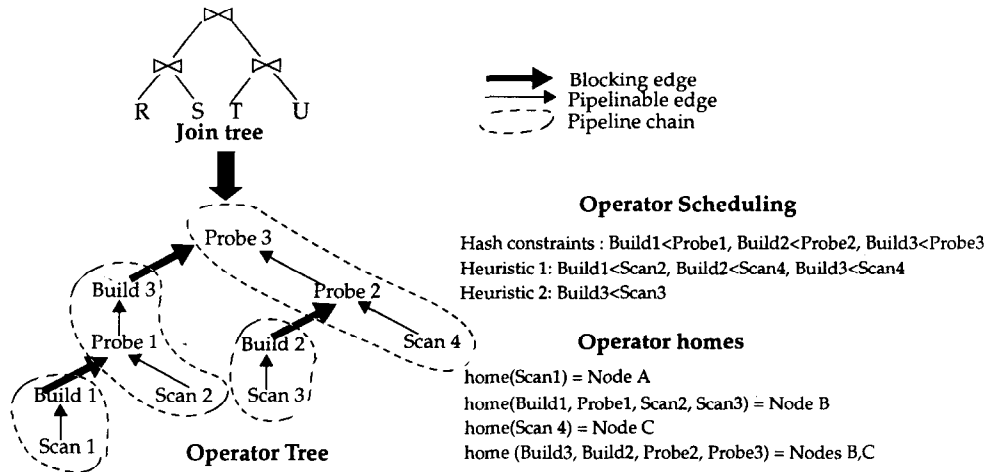 R S T U
Join tree
Blocking edge
Pipelinable edge
Pipeline chain
Operator Scheduling
Hash constraints : Build1<Probe1, Build2<Probe2, Build3<Probe3
Heuristic 1: Build1<Scan2, Build2<Scan4, Build3<Scan4
Heuristic 2: Build3<Scan3
Probe 3
Build 3
Probe 2
Probe 1
Build 2
Scan 4
Build 1
Scan 2
Scan 3
Scan 1
Operator Tree
Operator homes
home(Scan1) = Node A
home(Build1, Probe1, Scan2, Scan3) = Node B
home(Scan 4) = Node C
home (Build3, Build2, Probe2, Probe3) = Nodes B,C